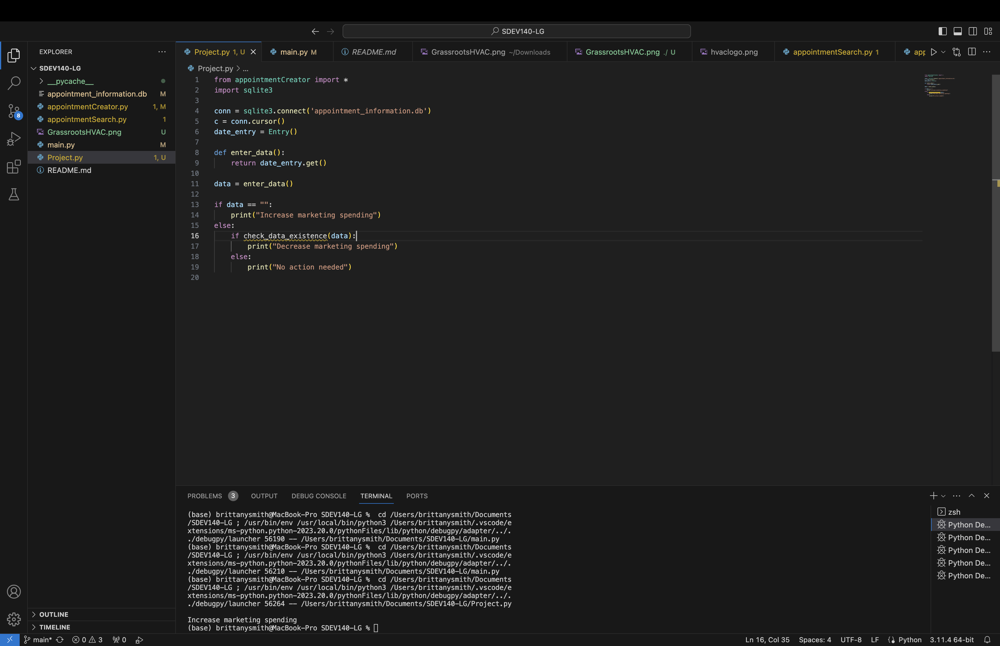 SDEV140-LG
EXPLORER
SDEV140-LG
__pycache__
appointment_information.db M
appointmentCreator.py 1, M
appointmentSearch.py 1
GrassrootsHVAC.png U
main.py M
Project.py 1, U
README.md
8
OUTLINE
TIMELINE
Project.py 1, U
main.py M
README.md
GrassrootsHVAC.png ~/Downloads
GrassrootsHVAC.png ./ U
hvaclogo.png
appointmentSearch.py 1
app
Project.py > ...
1 from appointmentCreator import *
2 import sqlite3
3
4 conn = sqlite3.connect('appointment_information.db')
5 c = conn.cursor()
6 date_entry = Entry()
7
8 def enter_data():
9 return date_entry.get()
10
11 data = enter_data()
12
13 if data == "":
14 print("Increase marketing spending")
15 else:
16 if check_data_existence(data):
17 print("Decrease marketing spending")
18 else:
19 print("No action needed")
20
PROBLEMS 3 OUTPUT DEBUG CONSOLE TERMINAL PORTS
(base) brittanysmith@MacBook-Pro SDEV140-LG %  cd /Users/brittanysmith/Documents
/SDEV140-LG ; /usr/bin/env /usr/local/bin/python3 /Users/brittanysmith/.vscode/e
xtensions/ms-python.python-2023.20.0/pythonFiles/lib/python/debugpy/adapter/../.
./debugpy/launcher 56190 -- /Users/brittanysmith/Documents/SDEV140-LG/main.py
(base) brittanysmith@MacBook-Pro SDEV140-LG %  cd /Users/brittanysmith/Documents
/SDEV140-LG ; /usr/bin/env /usr/local/bin/python3 /Users/brittanysmith/.vscode/e
xtensions/ms-python.python-2023.20.0/pythonFiles/lib/python/debugpy/adapter/../.
./debugpy/launcher 56210 -- /Users/brittanysmith/Documents/SDEV140-LG/main.py
(base) brittanysmith@MacBook-Pro SDEV140-LG %  cd /Users/brittanysmith/Documents
/SDEV140-LG ; /usr/bin/env /usr/local/bin/python3 /Users/brittanysmith/.vscode/e
xtensions/ms-python.python-2023.20.0/pythonFiles/lib/python/debugpy/adapter/../.
./debugpy/launcher 56264 -- /Users/brittanysmith/Documents/SDEV140-LG/Project.py
Increase marketing spending
(base) brittanysmith@MacBook-Pro SDEV140-LG %
zsh
Python De...
Python De...
Python De...
Python De...
Python De...
main* 0 3 0
Ln 16, Col 35 Spaces: 4 UTF-8 LF Python 3.11.4 64-bit